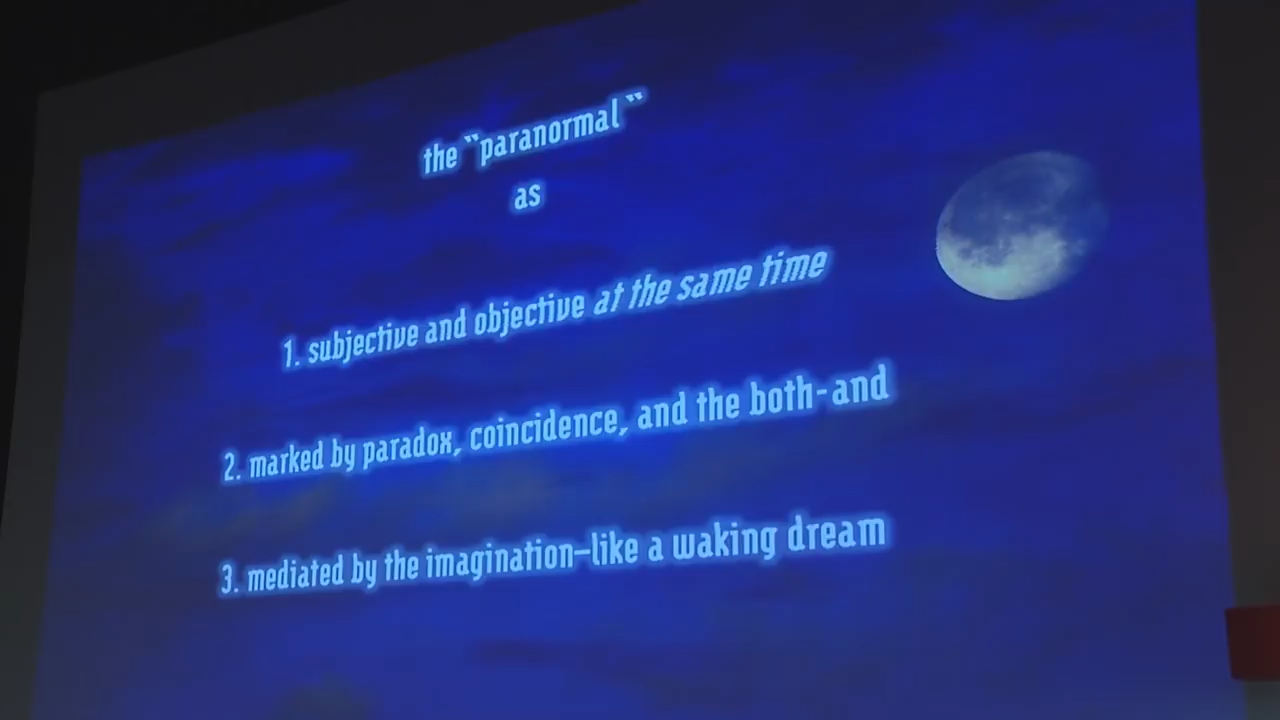 the “paranormal“
as
1. subjective and objective at the same time
2. marked by paradox, coincidence, and the both-and
3. mediated by the imagination—like a waking dream